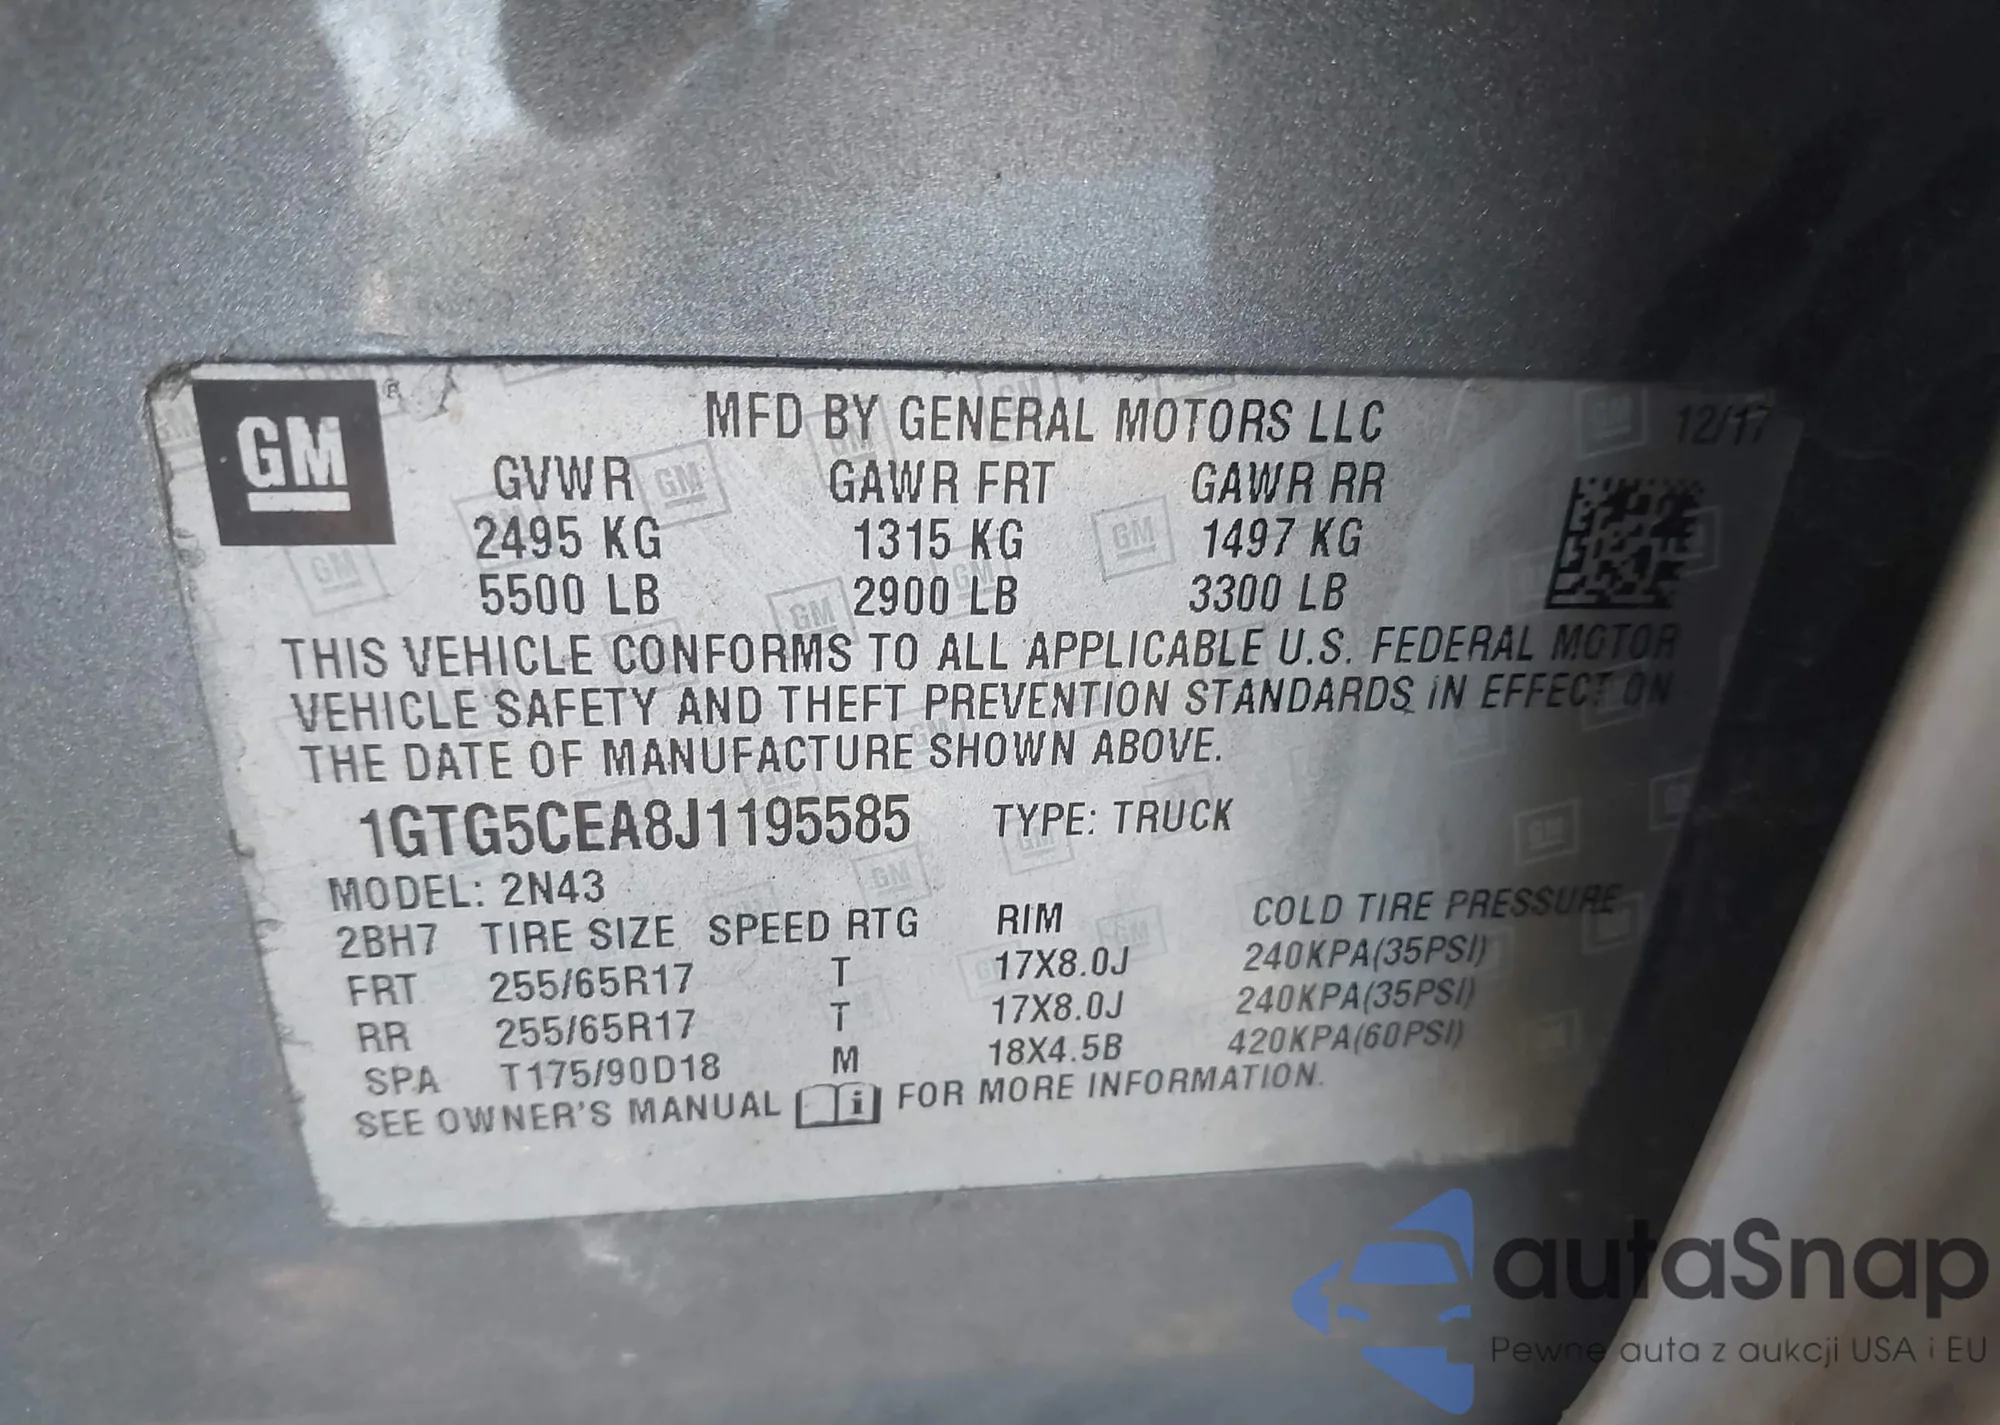 GM
MFD BY GENERAL MOTORS LLC 12/17
GVWR GAWR FRT GAWR RR
2495 KG 1315 KG 1497 KG
5500 LB 2900 LB 3300 LB
THIS VEHICLE CONFORMS TO ALL APPLICABLE U.S. FEDERAL MOTOR
VEHICLE SAFETY AND THEFT PREVENTION STANDARDS IN EFFECT ON
THE DATE OF MANUFACTURE SHOWN ABOVE.
1GTG5CEA8J1195585 TYPE: TRUCK
MODEL: 2N43
2BH7 TIRE SIZE SPEED RTG RIM COLD TIRE PRESSURE
FRT 255/65R17 T 17X8.0J 240KPA(35PSI)
RR 255/65R17 T 17X8.0J 240KPA(35PSI)
SPA T175/90D18 M 18X4.5B 420KPA(60PSI)
SEE OWNER'S MANUAL i FOR MORE INFORMATION.
autaSnap
Pewne auta z aukcji USA i EU